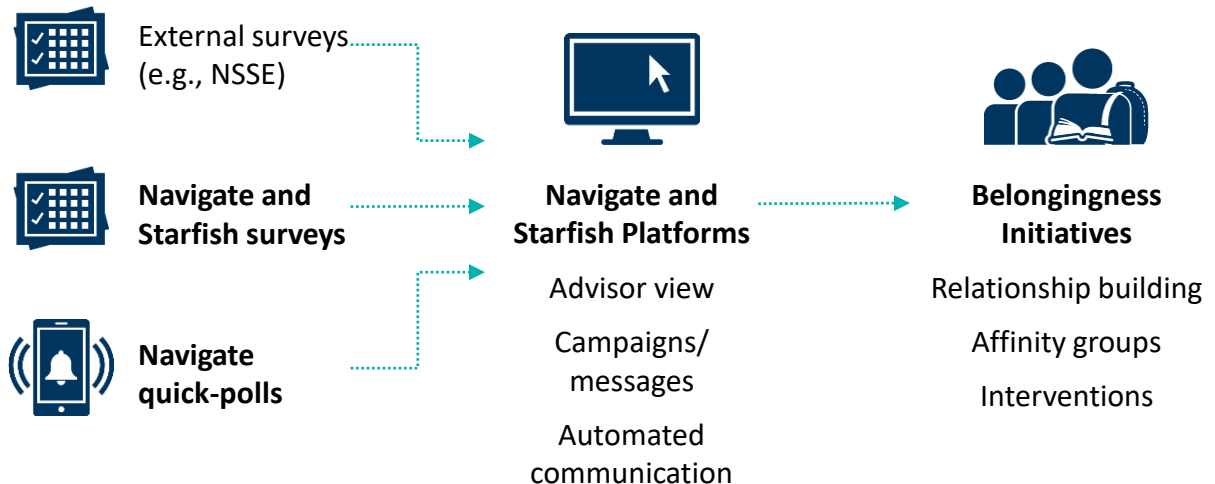 External surveys
(e.g., NSSE)
Navigate and
Starfish surveys
Navigate
quick-polls
Navigate and
Starfish Platforms
Advisor view
Campaigns/
messages
Automated
communication
Belongingness
Initiatives
Relationship building
Affinity groups
Interventions